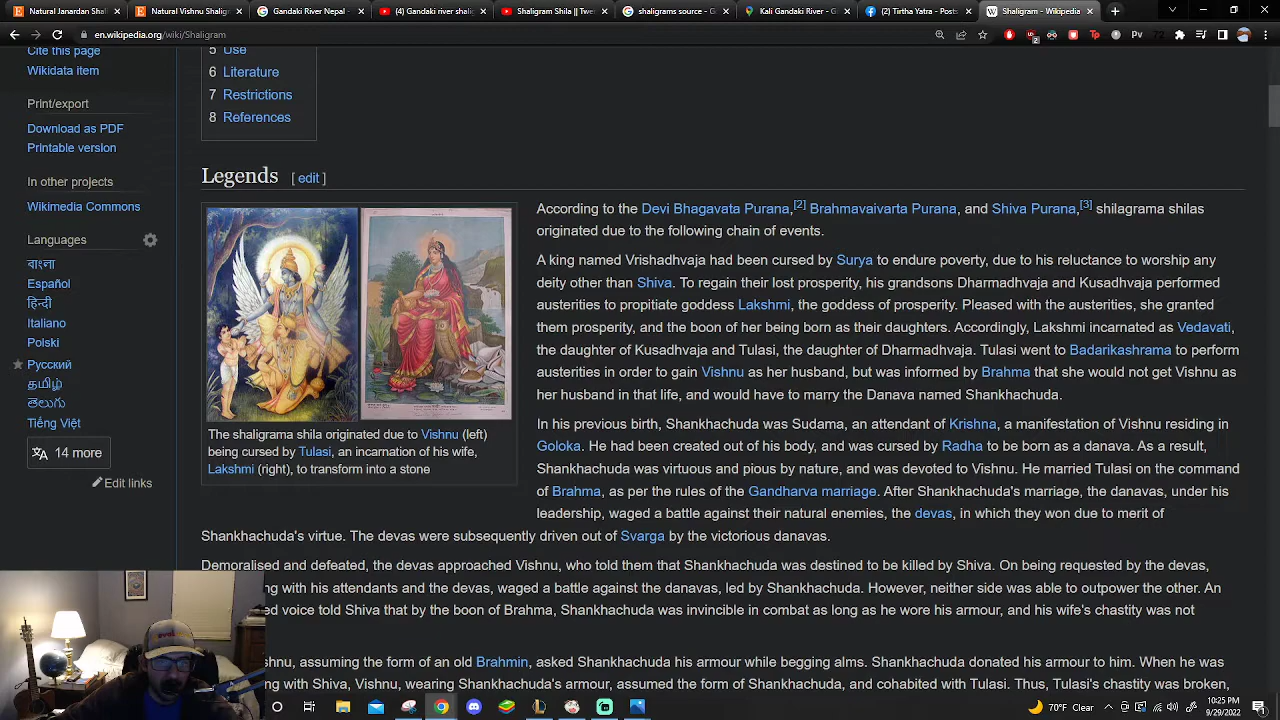 Natural Janardan Shal
Natural Vishnu Shaligr
Gandaki River Nepal -
(4) Gandaki river shalig
Shaligram Shila || Twe
shaligrams source - G
Kali Gandaki River - G
(2) Tirtha Yatra - Posts
Shaligram - Wikipedia
en.wikipedia.org/wiki/Shaligram
Cite this page
Wikidata item
Print/export
Download as PDF
Printable version
In other projects
Wikimedia Commons
Languages
বাংলা
Español
हिन्दी
Italiano
Polski
Русский
தமிழ்
తెలుగు
Tiếng Việt
14 more
Edit links
5 Use
6 Literature
7 Restrictions
8 References
Legends [ edit ]
The shaligrama shila originated due to Vishnu (left)
being cursed by Tulasi, an incarnation of his wife,
Lakshmi (right), to transform into a stone
According to the Devi Bhagavata Purana,[2] Brahmavaivarta Purana, and Shiva Purana,[3] shilagrama shilas
originated due to the following chain of events.
A king named Vrishadhvaja had been cursed by Surya to endure poverty, due to his reluctance to worship any
deity other than Shiva. To regain their lost prosperity, his grandsons Dharmadhvaja and Kusadhvaja performed
austerities to propitiate goddess Lakshmi, the goddess of prosperity. Pleased with the austerities, she granted
them prosperity, and the boon of her being born as their daughters. Accordingly, Lakshmi incarnated as Vedavati,
the daughter of Kusadhvaja and Tulasi, the daughter of Dharmadhvaja. Tulasi went to Badarikashrama to perform
austerities in order to gain Vishnu as her husband, but was informed by Brahma that she would not get Vishnu as
her husband in that life, and would have to marry the Danava named Shankhachuda.
In his previous birth, Shankhachuda was Sudama, an attendant of Krishna, a manifestation of Vishnu residing in
Goloka. He had been created out of his body, and was cursed by Radha to be born as a danava. As a result,
Shankhachuda was virtuous and pious by nature, and was devoted to Vishnu. He married Tulasi on the command
of Brahma, as per the rules of the Gandharva marriage. After Shankhachuda's marriage, the danavas, under his
leadership, waged a battle against their natural enemies, the devas, in which they won due to merit of
Shankhachuda's virtue. The devas were subsequently driven out of Svarga by the victorious danavas.
Demoralised and defeated, the devas approached Vishnu, who told them that Shankhachuda was destined to be killed by Shiva. On being requested by the devas,
ng with his attendants and the devas, waged a battle against the danavas, led by Shankhachuda. However, neither side was able to outpower the other. An
ed voice told Shiva that by the boon of Brahma, Shankhachuda was invincible in combat as long as he wore his armour, and his wife's chastity was not
shnu, assuming the form of an old Brahmin, asked Shankhachuda his armour while begging alms. Shankhachuda donated his armour to him. When he was
ng with Shiva, Vishnu, wearing Shankhachuda's armour, assumed the form of Shankhachuda, and cohabited with Tulasi. Thus, Tulasi's chastity was broken,
70°F Clear
10:25 PM
9/29/2022